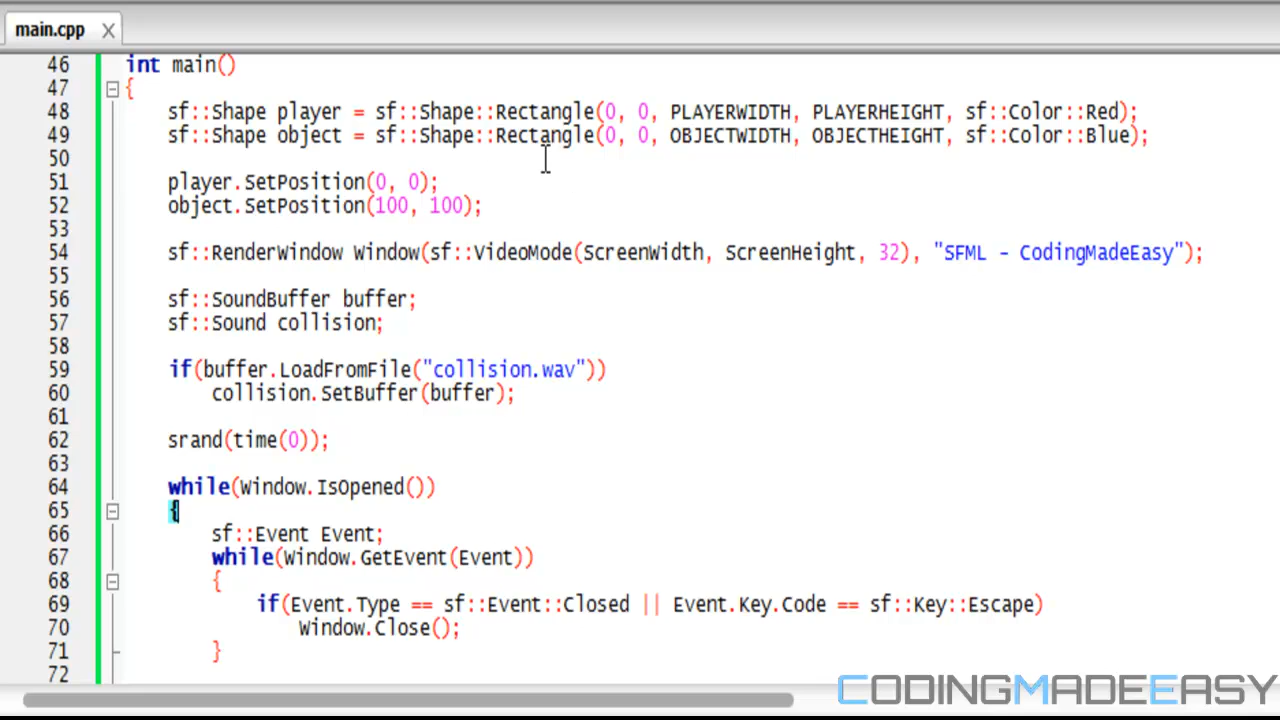 main.cpp
46 int main()
47 {
48 sf::Shape player = sf::Shape::Rectangle(0, 0, PLAYERWIDTH, PLAYERHEIGHT, sf::Color::Red);
49 sf::Shape object = sf::Shape::Rectangle(0, 0, OBJECTWIDTH, OBJECTHEIGHT, sf::Color::Blue);
50
51 player.SetPosition(0, 0);
52 object.SetPosition(100, 100);
53
54 sf::RenderWindow Window(sf::VideoMode(ScreenWidth, ScreenHeight, 32), "SFML - CodingMadeEasy");
55
56 sf::SoundBuffer buffer;
57 sf::Sound collision;
58
59 if(buffer.LoadFromFile("collision.wav"))
60 collision.SetBuffer(buffer);
61
62 srand(time(0));
63
64 while(Window.IsOpened())
65 {
66 sf::Event Event;
67 while(Window.GetEvent(Event))
68 {
69 if(Event.Type == sf::Event::Closed || Event.Key.Code == sf::Key::Escape)
70 Window.Close();
71 }
72
CODINGMADEEASY